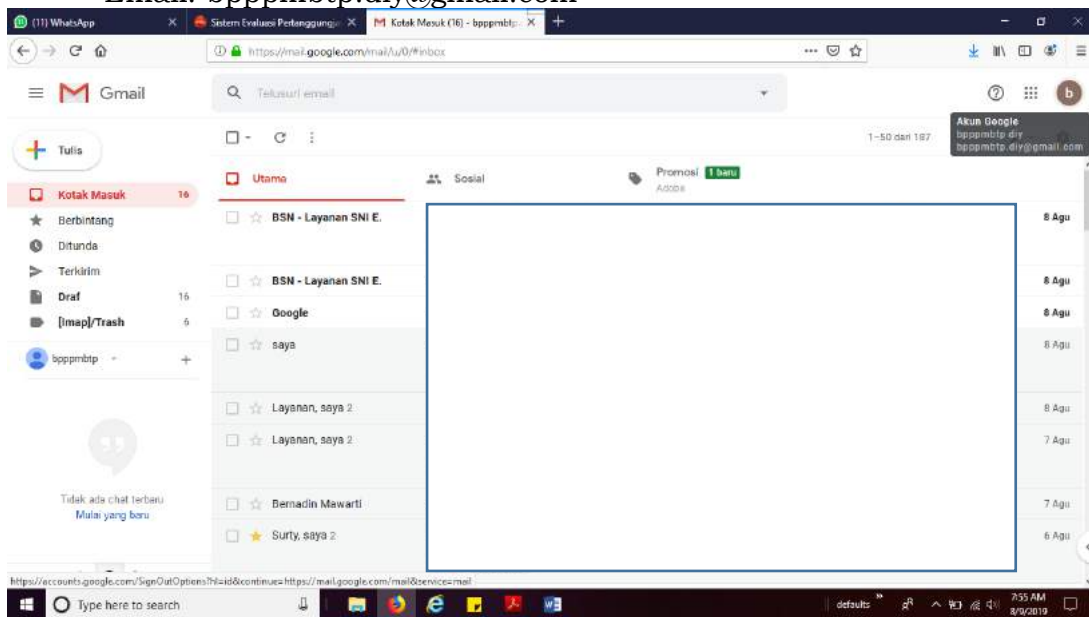 Email: bpppmbtp.diy@gmail.com
(11) WhatsApp
Sistem Evaluasi Pertanggungja
Kotak Masuk (16) - bpppmbtp.
https://mail.google.com/mail/u/0/#inbox
Gmail
Telusuri email
b
Tulis
1–50 dari 187
Akun Google
bpppmbtp diy
bpppmbtp.diy@gmail.com
Kotak Masuk 16
Utama
Sosial
Promosi 1 baru
Adobe
Berbintang
BSN - Layanan SNI E. 8 Agu
Ditunda
Terkirim
BSN - Layanan SNI E. 8 Agu
Draf 16
Google 8 Agu
[Imap]/Trash 6
saya 8 Agu
bpppmbtp
Layanan, saya 2 8 Agu
Layanan, saya 2 7 Agu
Tidak ada chat terbaru
Mulai yang baru
Bernadin Mawarti 7 Agu
Surty, saya 2 6 Agu
https://accounts.google.com/SignOutOptions?hl=id&continue=https://mail.google.com/mail&service=mail
Type here to search
defaults
7:55 AM
8/9/2019